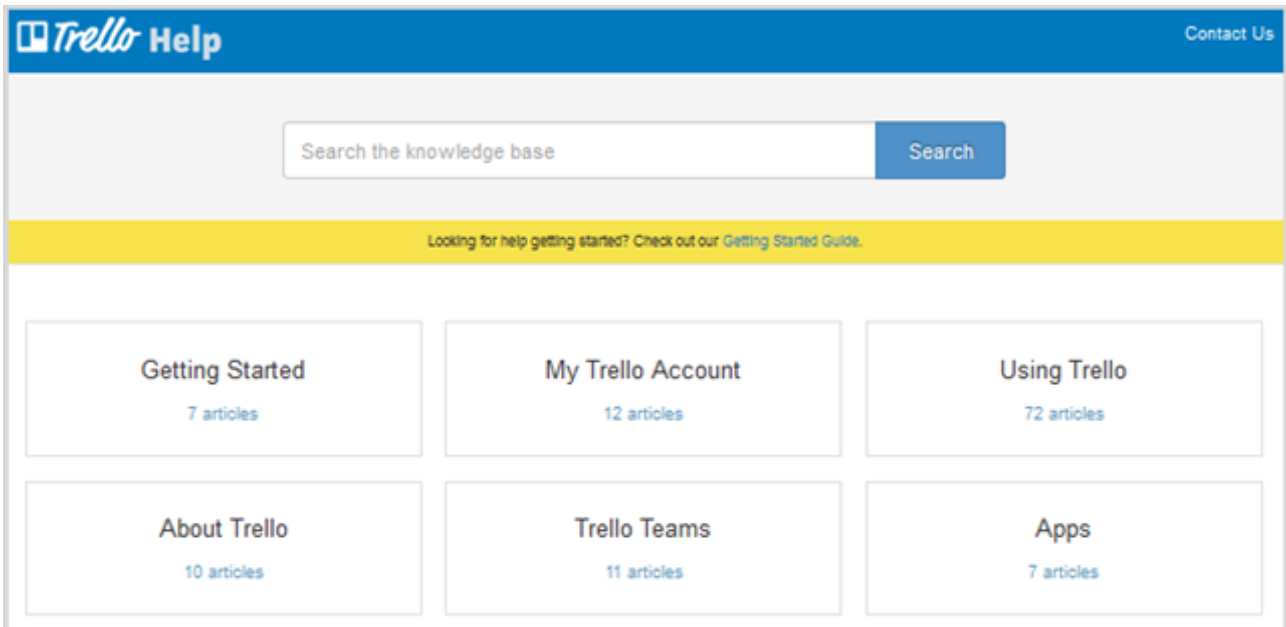 Trello Help
Contact Us
Search the knowledge base
Search
Looking for help getting started? Check out our Getting Started Guide.
Getting Started
7 articles
My Trello Account
12 articles
Using Trello
72 articles
About Trello
10 articles
Trello Teams
11 articles
Apps
7 articles